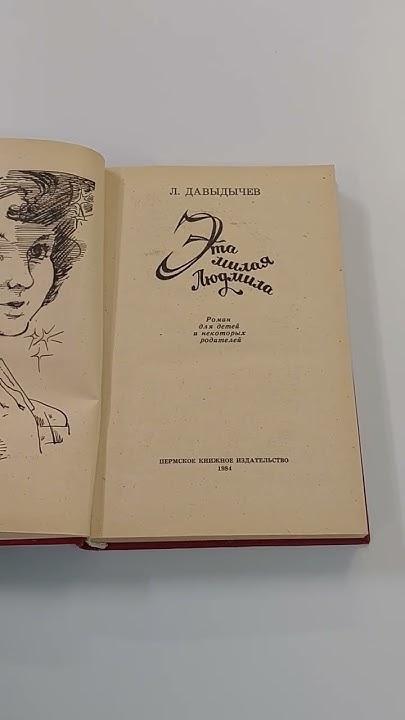 Л. ДАВЫДЫЧЕВ
Эта
милая
Людмила
Роман
для детей
и некоторых
родителей
ПЕРМСКОЕ КНИЖНОЕ ИЗДАТЕЛЬСТВО
1984